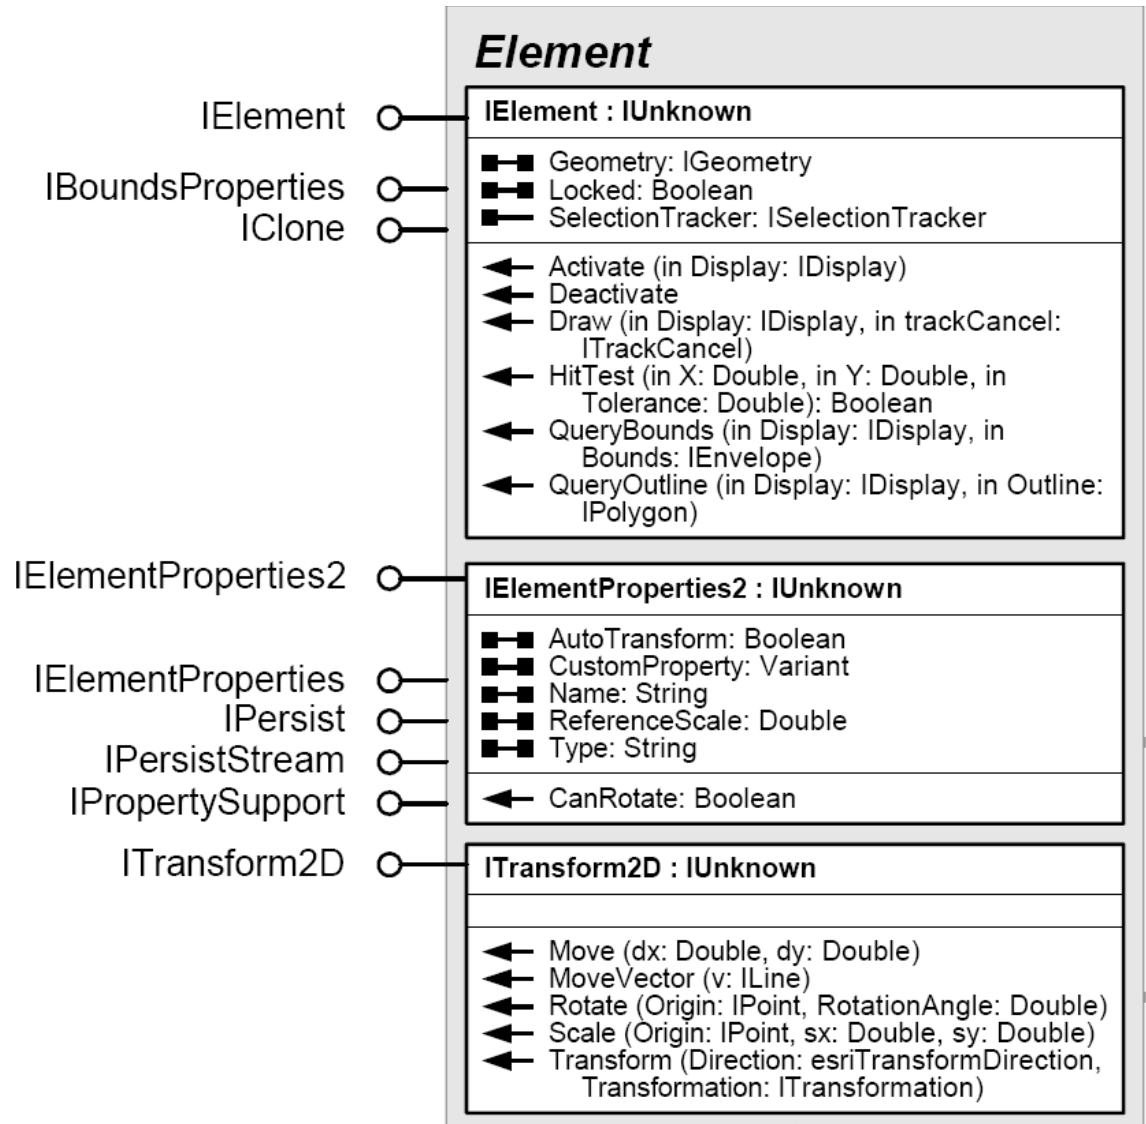 Element
IElement
IElement : IUnknown
Geometry: IGeometry
IBoundsProperties
Locked: Boolean
IClone
SelectionTracker: ISelectionTracker
Activate (in Display: IDisplay)
Deactivate
Draw (in Display: IDisplay, in trackCancel:
ITrackCancel)
HitTest (in X: Double, in Y: Double, in
Tolerance: Double): Boolean
QueryBounds (in Display: IDisplay, in
Bounds: IEnvelope)
QueryOutline (in Display: IDisplay, in Outline:
IPolygon)
IElementProperties2
IElementProperties2 : IUnknown
AutoTransform: Boolean
CustomProperty: Variant
IElementProperties
Name: String
IPersist
ReferenceScale: Double
Type: String
IPersistStream
IPropertySupport
CanRotate: Boolean
ITransform2D
ITransform2D : IUnknown
Move (dx: Double, dy: Double)
MoveVector (v: ILine)
Rotate (Origin: IPoint, RotationAngle: Double)
Scale (Origin: IPoint, sx: Double, sy: Double)
Transform (Direction: esriTransformDirection,
Transformation: ITransformation)